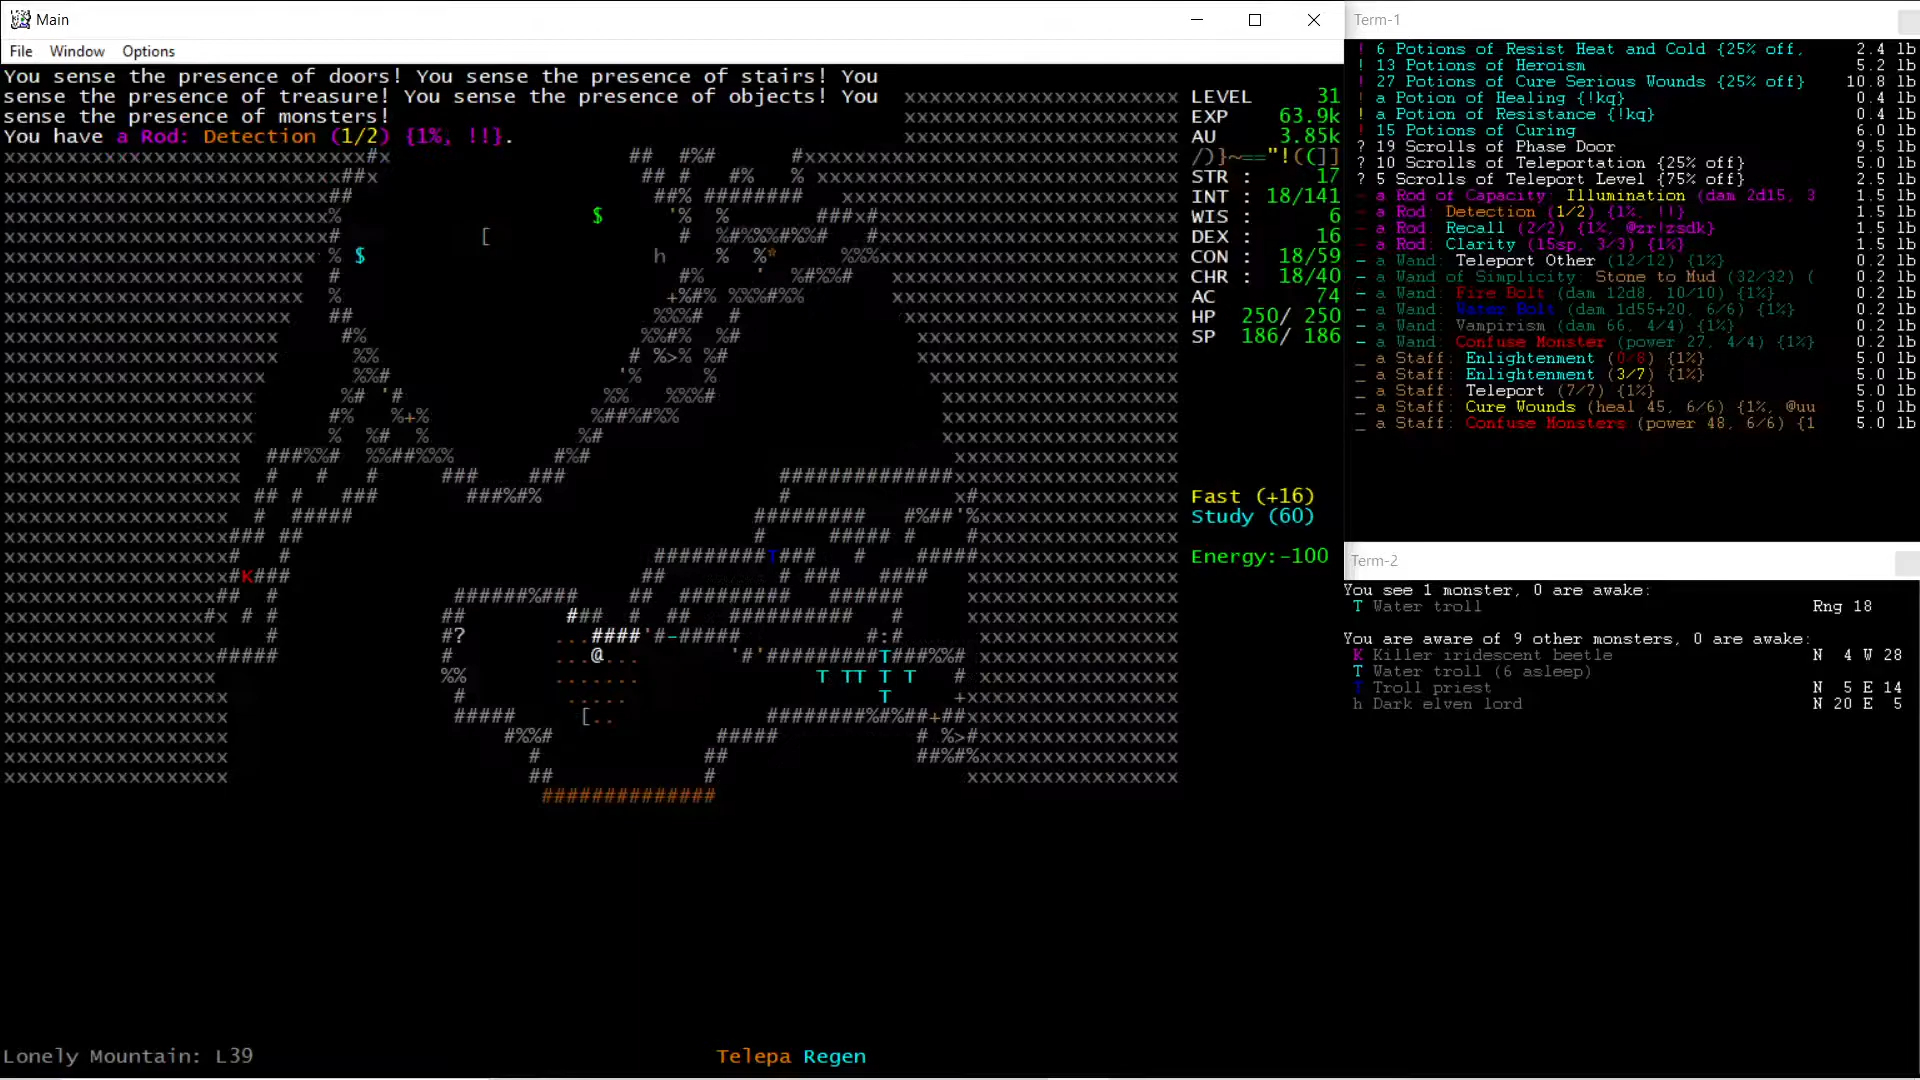 Main
File Window Options
You sense the presence of doors! You sense the presence of stairs! You
sense the presence of treasure! You sense the presence of objects! You
sense the presence of monsters!
You have a Rod: Detection (1/2) {1%, !!}.
LEVEL 31
EXP 63.9k
AU 3.85k
/)}~=="!((]]
STR : 17
INT : 18/141
WIS : 6
DEX : 16
CON : 18/59
CHR : 18/40
AC 74
HP 250/ 250
SP 186/ 186
Fast (+16)
Study (60)
Energy:-100
Lonely Mountain: L39
Telepa Regen
Term-1
! 6 Potions of Resist Heat and Cold {25% off, 2.4 lb
! 13 Potions of Heroism 5.2 lb
! 27 Potions of Cure Serious Wounds {25% off} 10.8 lb
! a Potion of Healing {!kq} 0.4 lb
! a Potion of Resistance {!kq} 0.4 lb
! 15 Potions of Curing 6.0 lb
? 19 Scrolls of Phase Door 9.5 lb
? 10 Scrolls of Teleportation {25% off} 5.0 lb
? 5 Scrolls of Teleport Level {75% off} 2.5 lb
- a Rod of Capacity: Illumination (dam 2d15, 3 1.5 lb
- a Rod: Detection (1/2) {1%, !!} 1.5 lb
- a Rod: Recall (2/2) {1%, @zr!zsdk} 1.5 lb
- a Rod: Clarity (15sp, 3/3) {1%} 1.5 lb
- a Wand: Teleport Other (12/12) {1%} 0.2 lb
- a Wand of Simplicity: Stone to Mud (32/32) ( 0.2 lb
- a Wand: Fire Bolt (dam 12d8, 10/10) {1%} 0.2 lb
- a Wand: Water Bolt (dam 1d55+20, 6/6) {1%} 0.2 lb
- a Wand: Vampirism (dam 66, 4/4) {1%} 0.2 lb
- a Wand: Confuse Monster (power 27, 4/4) {1%} 0.2 lb
_ a Staff: Enlightenment (0/8) {1%} 5.0 lb
_ a Staff: Enlightenment (3/7) {1%} 5.0 lb
_ a Staff: Teleport (7/7) {1%} 5.0 lb
_ a Staff: Cure Wounds (heal 45, 6/6) {1%, @uu 5.0 lb
_ a Staff: Confuse Monsters (power 48, 6/6) {1 5.0 lb
Term-2
You see 1 monster, 0 are awake:
T Water troll Rng 18
You are aware of 9 other monsters, 0 are awake:
K Killer iridescent beetle N 4 W 28
T Water troll (6 asleep)
T Troll priest N 5 E 14
h Dark elven lord N 20 E 5